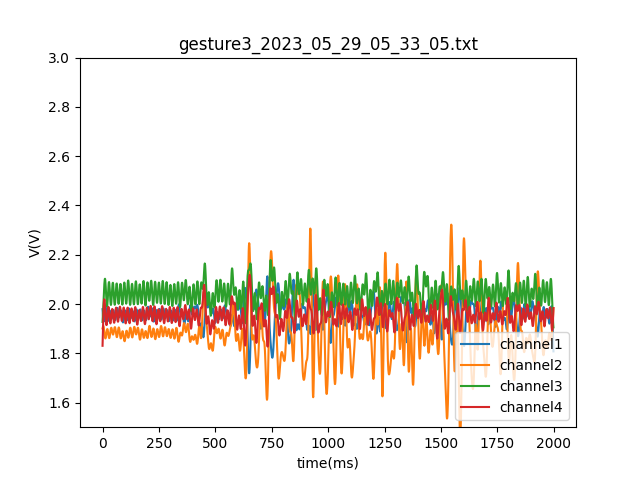 gesture3_2023_05_29_05_33_05.txt
3.0
2.8
2.6
2.4
2.2
2.0
1.8
1.6
V(V)
0 250 500 750 1000 1250 1500 1750 2000
time(ms)
channel1
channel2
channel3
channel4